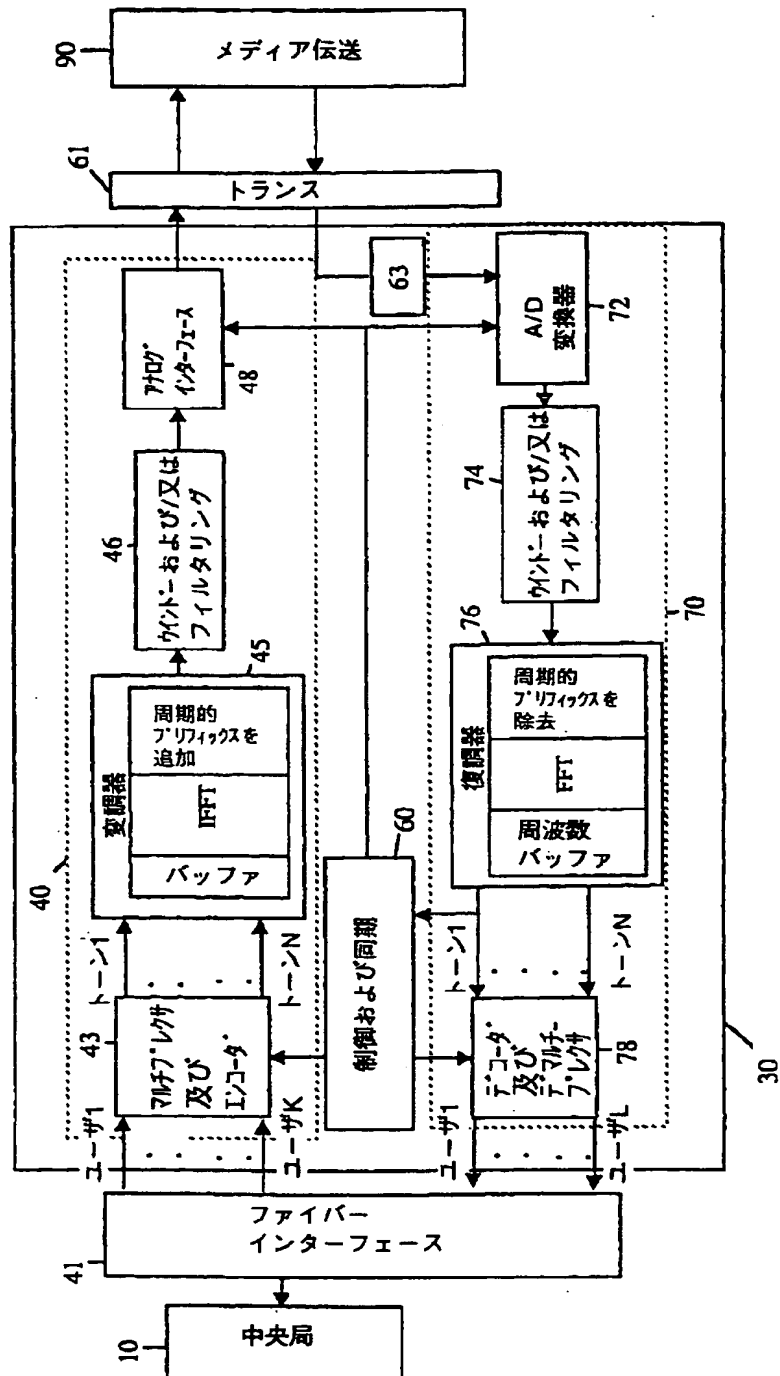 中央局
10
ファイバー
インターフェース
41
ユーザ1
ユーザK
マルチプレクサ
及び
エンコーダ
43
トーン1
トーンN
40
変調器
バッファ
IFFT
周期的
プリフィックスを
追加
45
ウインドーおよび/又は
フィルタリング
46
アナログ
インターフェース
48
トランス
61
メディア伝送
90
63
A/D
変換器
72
ウインドーおよび/又は
フィルタリング
74
復調器
周期的
プリフィックスを
除去
FFT
周波数
バッファ
76
70
制御および同期
60
トーン1
トーンN
デコーダ
及び
デマルチー
プレクサ
78
ユーザ1
ユーザL
30